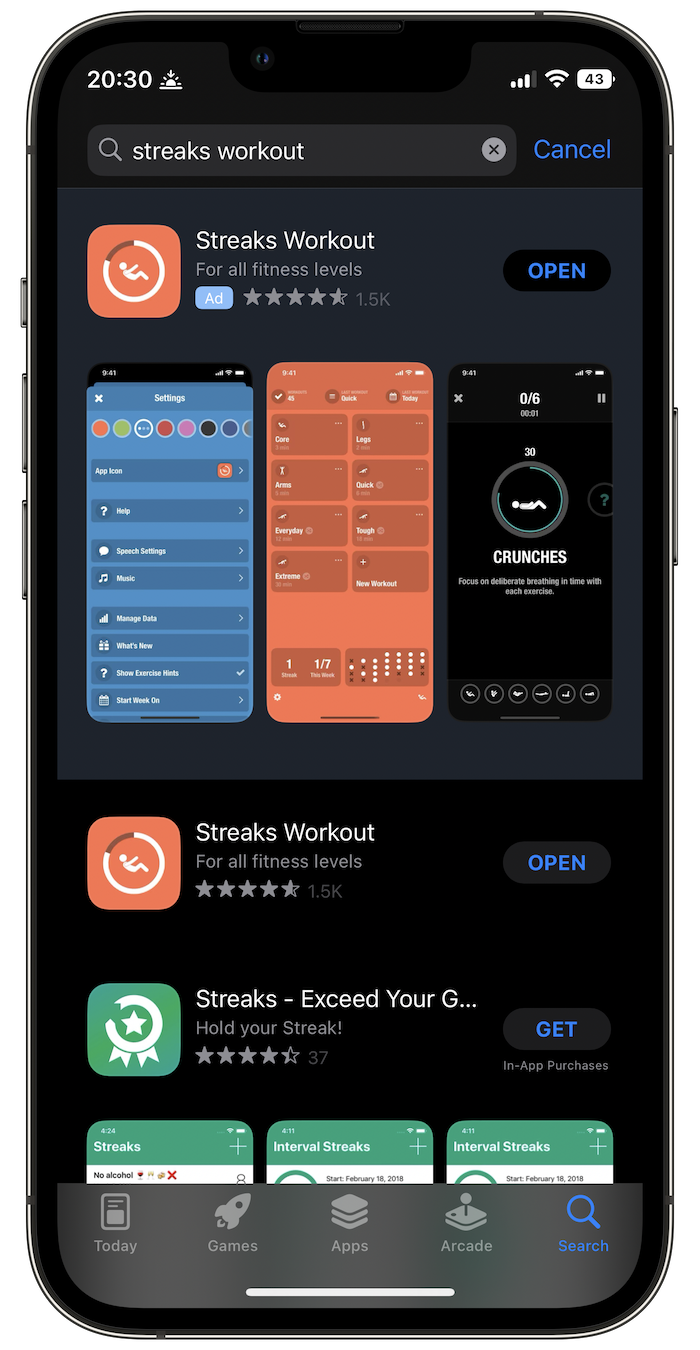 20:30
43
streaks workout
Cancel
Streaks Workout
For all fitness levels
OPEN
Ad
1.5K
9:41
Settings
App Icon
Help
Speech Settings
Music
Manage Data
What's New
Show Exercise Hints
Start Week On
9:41
WORKOUTS
45
LAST WORKOUT
Quick
LAST WORKOUT
Today
Core
Legs
2 min
Arms
5 min
Quick
6 min
Everyday
12 min
Tough
Extreme
30 min
New Workout
1
Streak
1/7
This Week
9:41
0/6
00:01
30
?
CRUNCHES
Focus on deliberate breathing in time with
each exercise.
Streaks Workout
For all fitness levels
OPEN
1.5K
Streaks - Exceed Your G...
Hold your Streak!
GET
37
In-App Purchases
4:24
Streaks
No alcohol 🍷🥂🍻❌
4:11
Interval Streaks
Start: February 18, 2018
4:11
Interval Streaks
Start: February 18, 2018
Today
Games
Apps
Arcade
Search